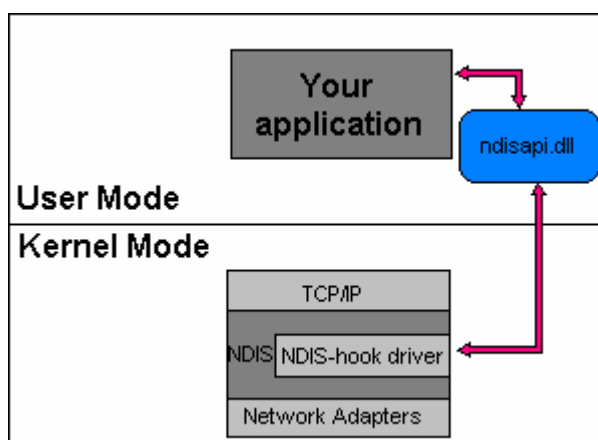 Your
application
ndisapi.dll
User Mode
Kernel Mode
TCP/IP
NDIS
NDIS-hook driver
Network Adapters